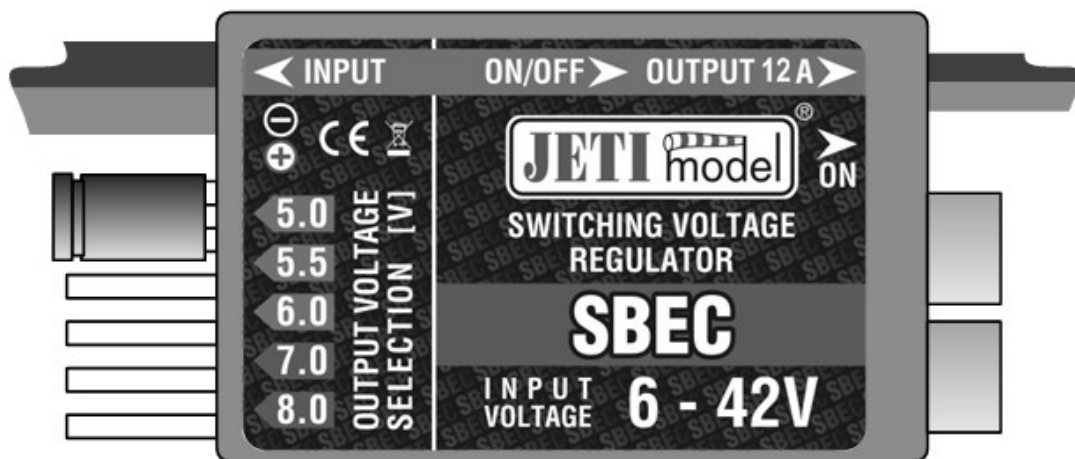 INPUT ON/OFF OUTPUT 12 A
CE
JETI model ®
ON
5.0
5.5
6.0
7.0
8.0
OUTPUT VOLTAGE
SELECTION [V]
SWITCHING VOLTAGE
REGULATOR
SBEC
INPUT
VOLTAGE 6 - 42V